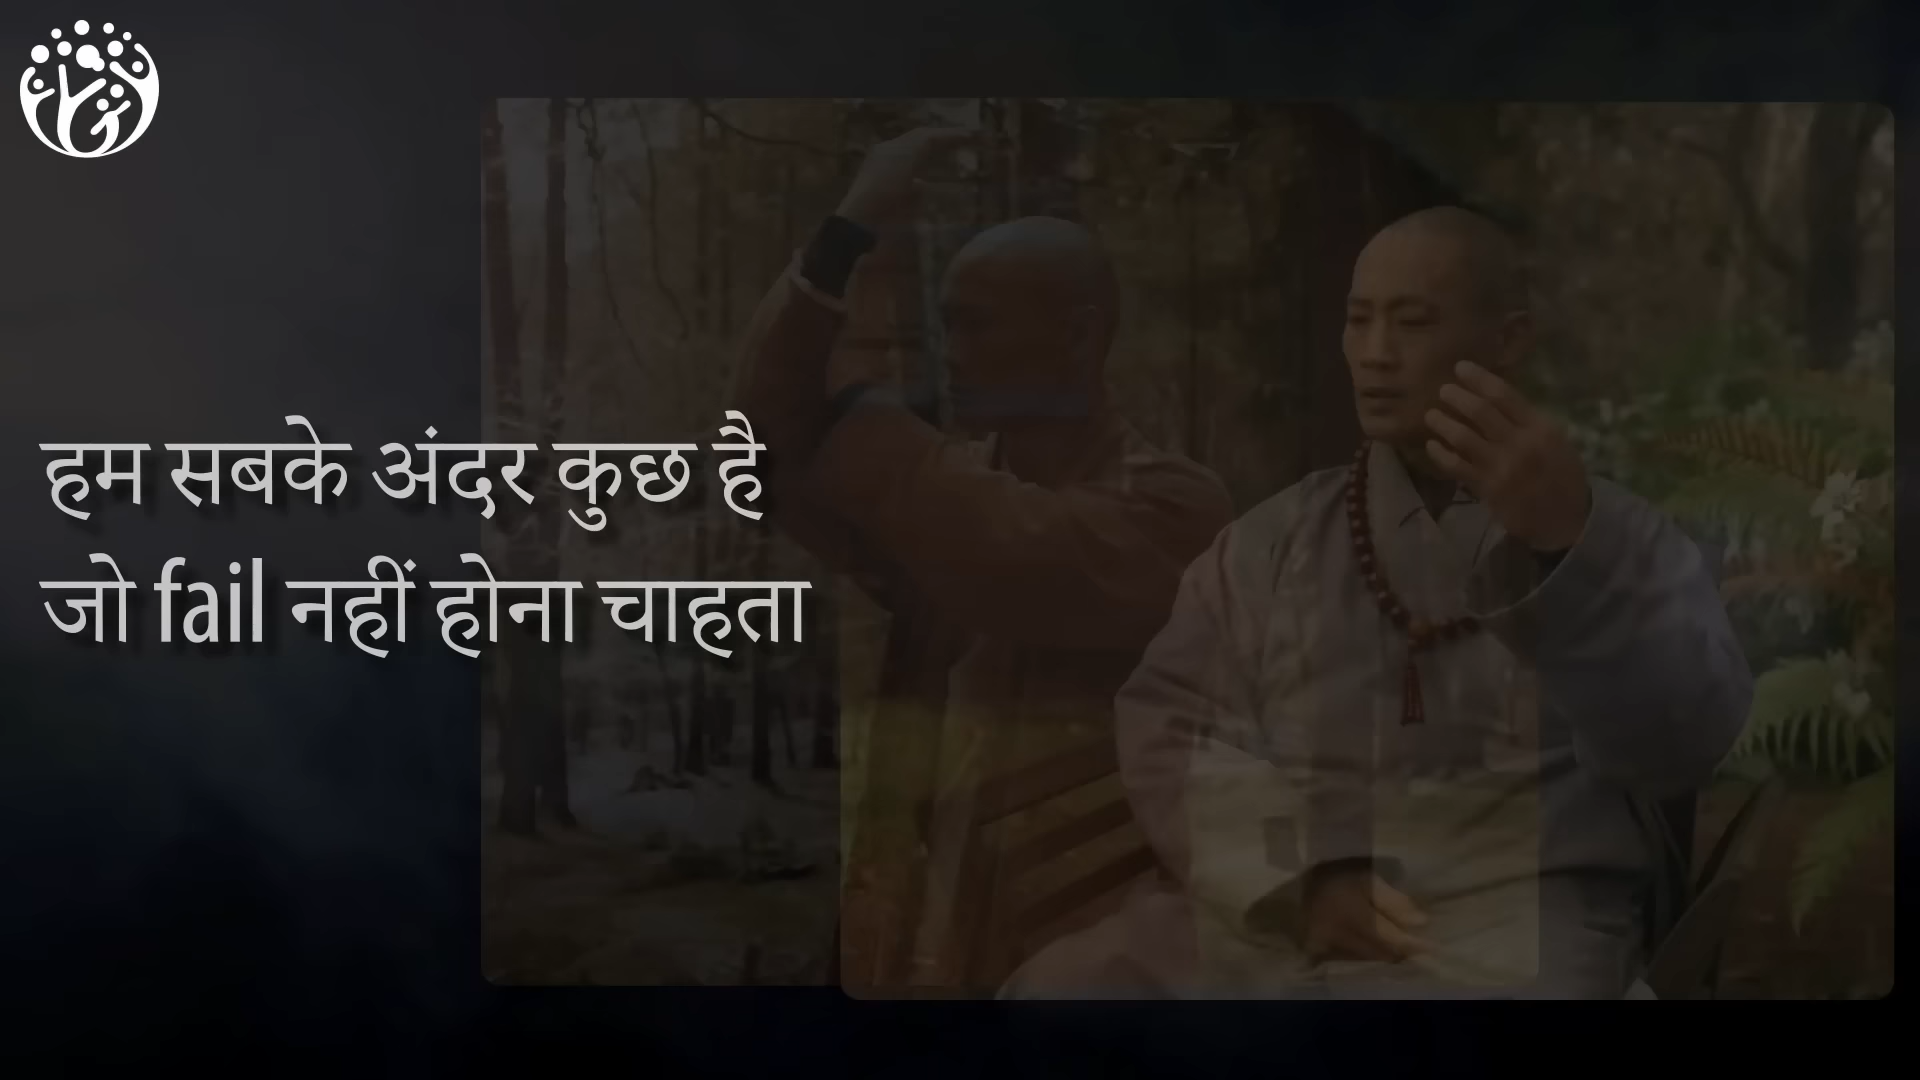 हम सबके अंदर कुछ है
जो fail नहीं होना चाहता